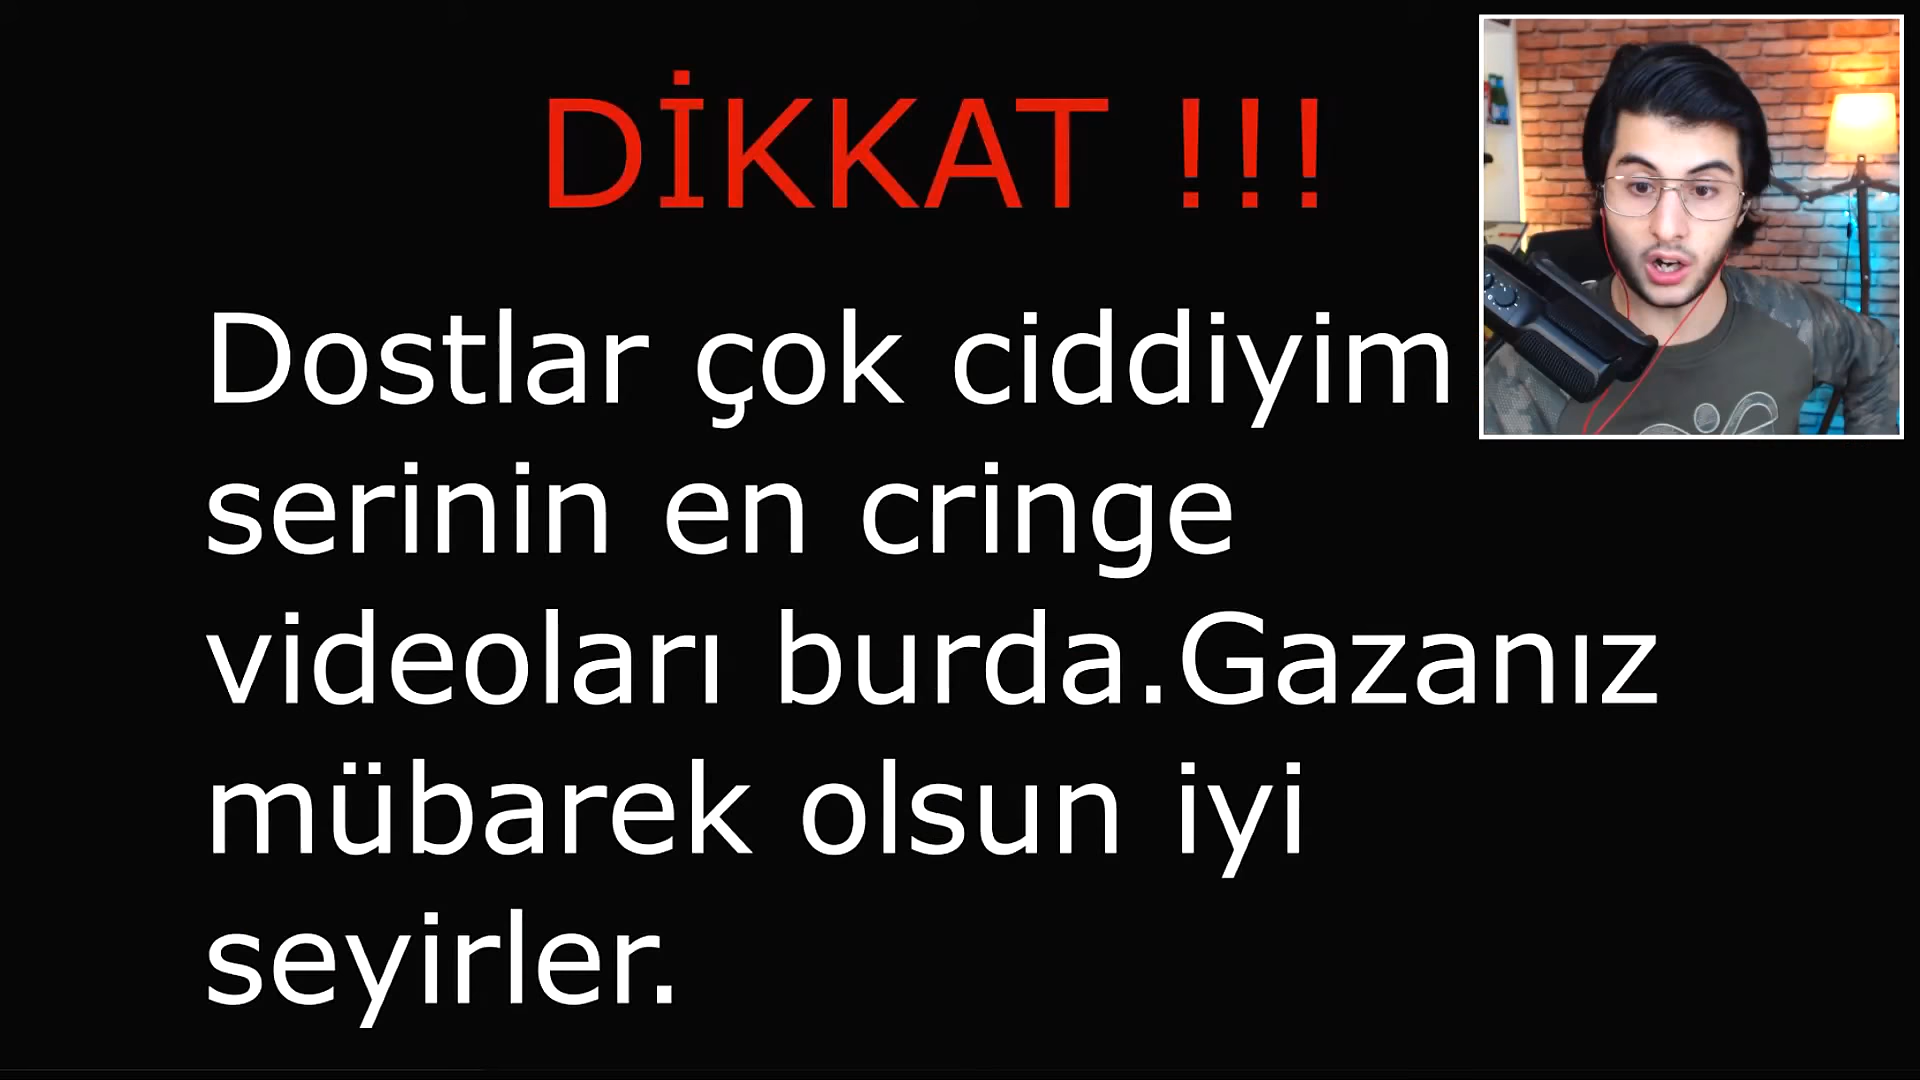 DİKKAT !!!
Dostlar çok ciddiyim
serinin en cringe
videoları burda.Gazanız
mübarek olsun iyi
seyirler.